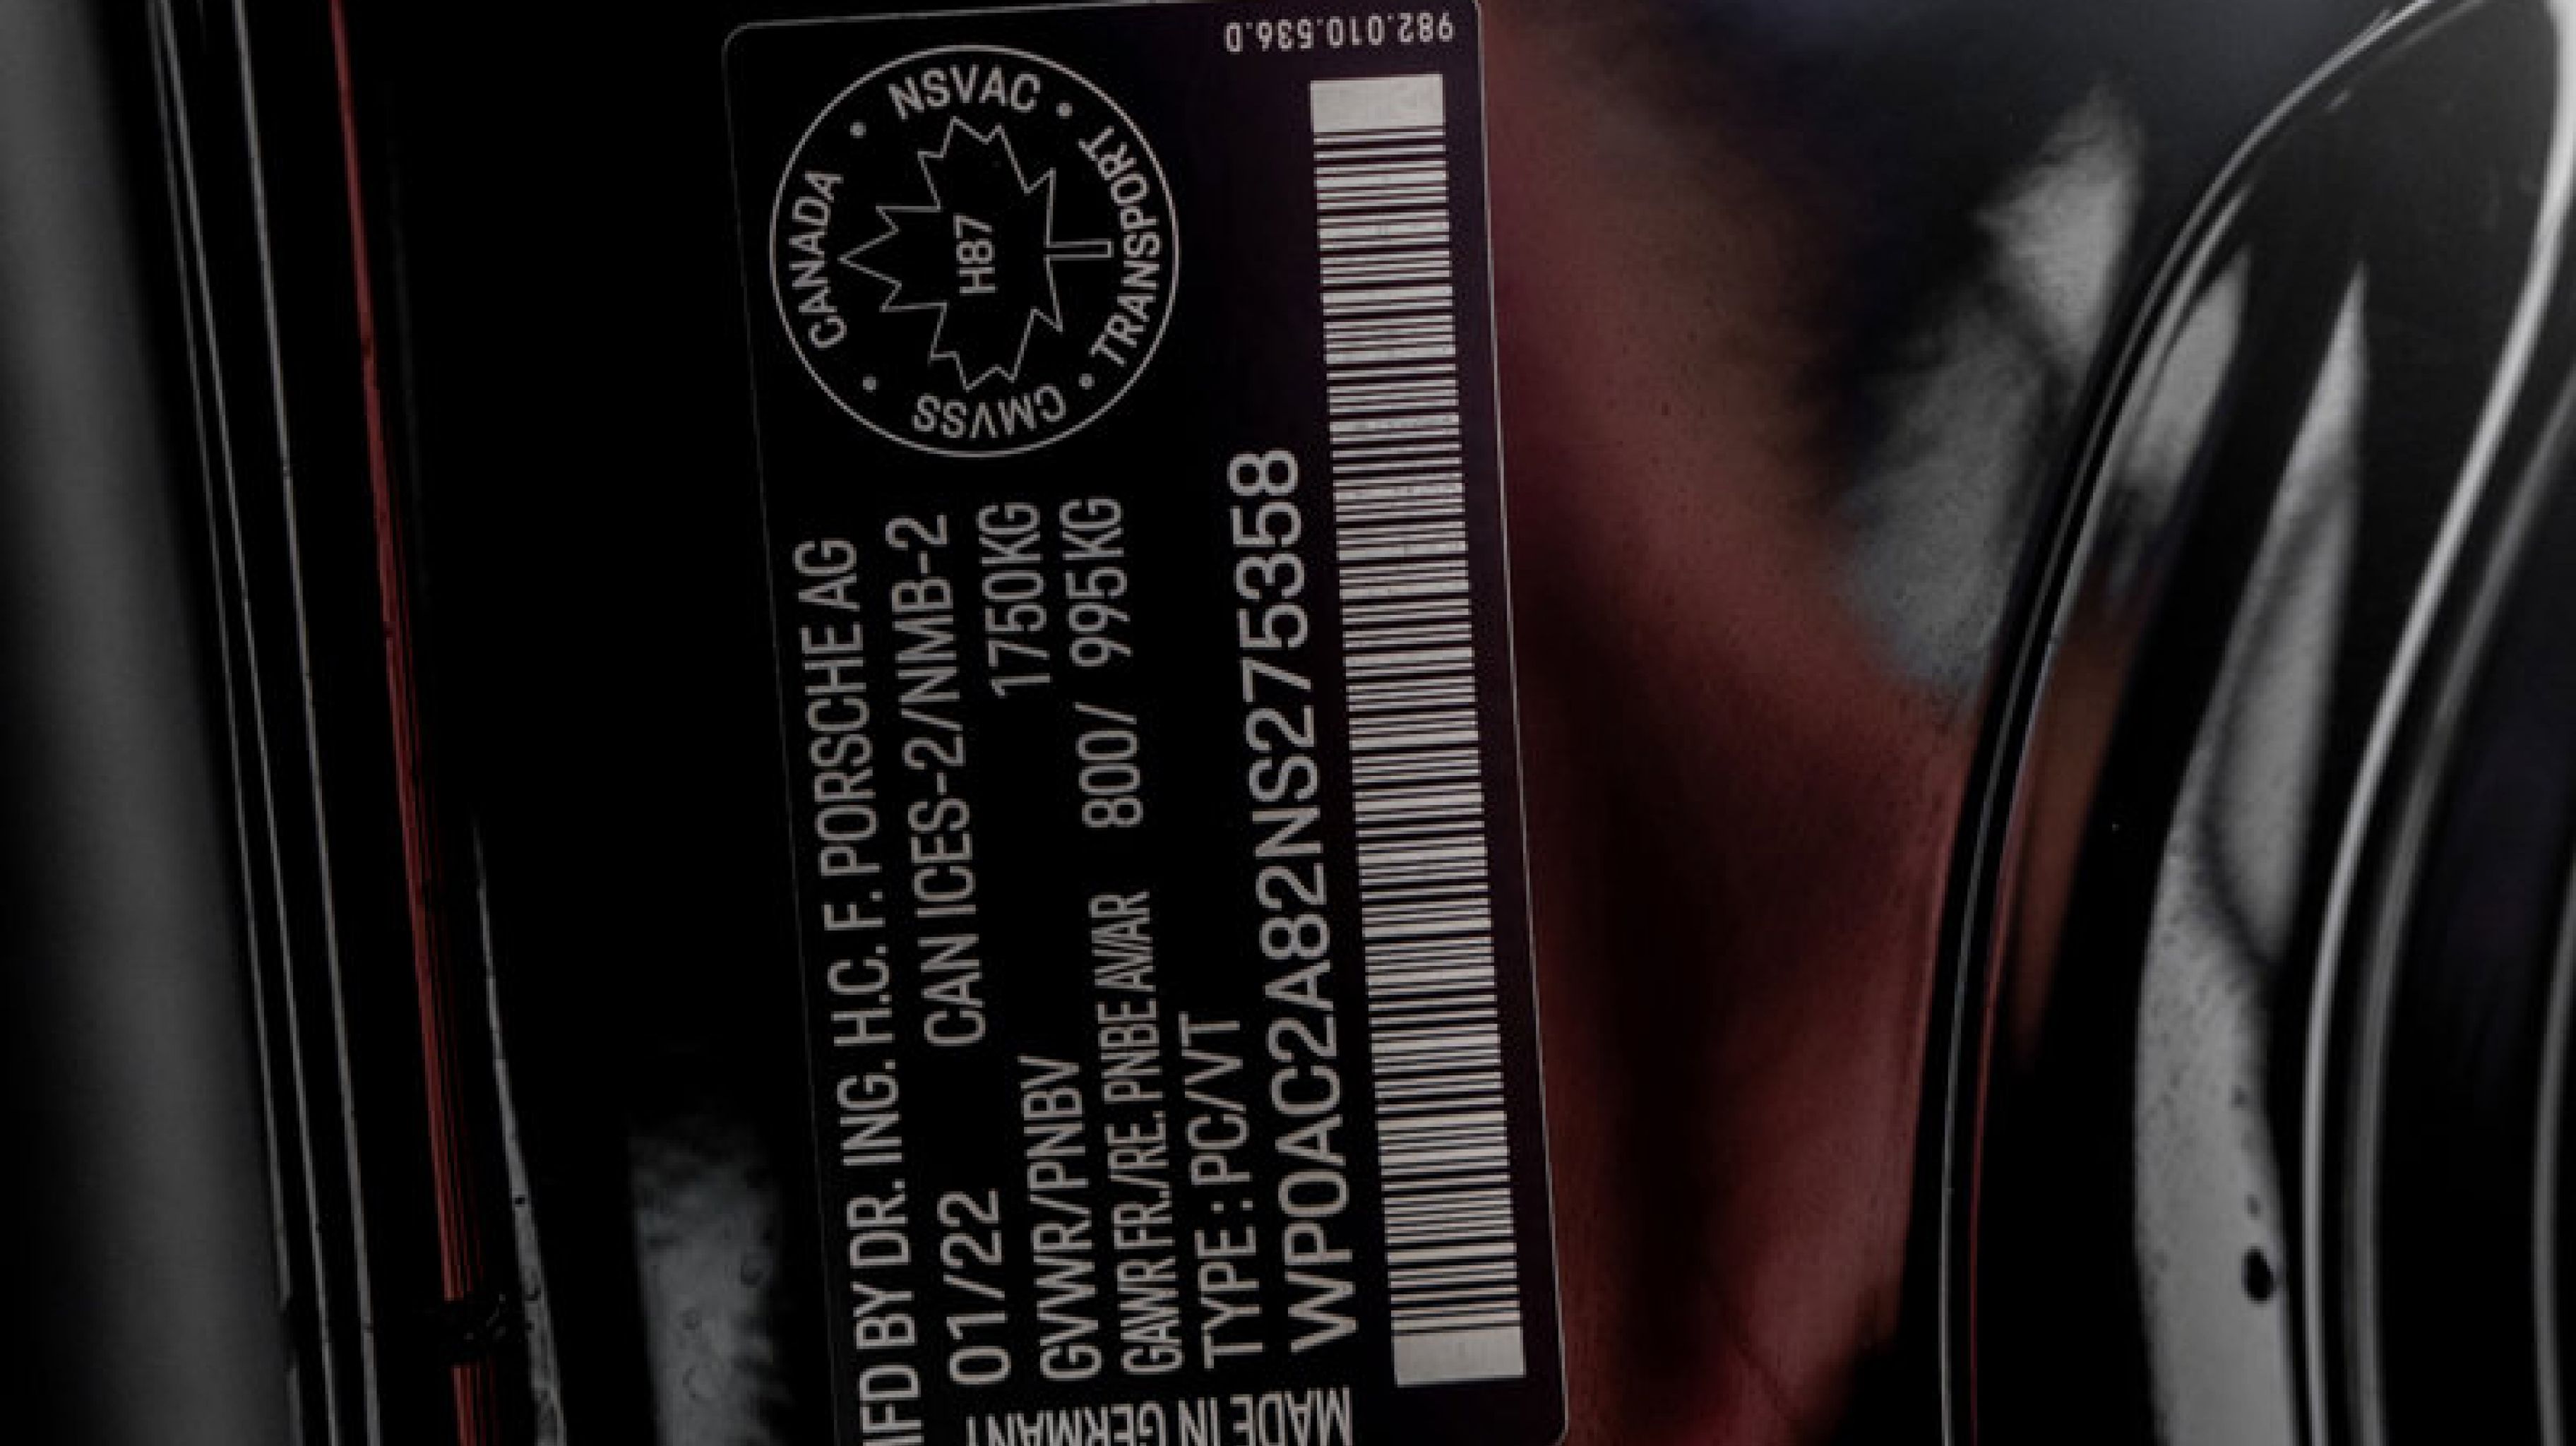 MFD BY DR. ING. H.C. F. PORSCHE AG
01/22 CAN ICES-2/NMB-2
GVWR/PNBV 1750KG
GAWR FR./RE. PNBE AV/AR 800/ 995KG
TYPE : PC/VT
WP0AC2A82NS275358
MADE IN GERMANY
CANADA • NSVAC • TRANSPORT • CMVSS •
H87
982.010.536.D